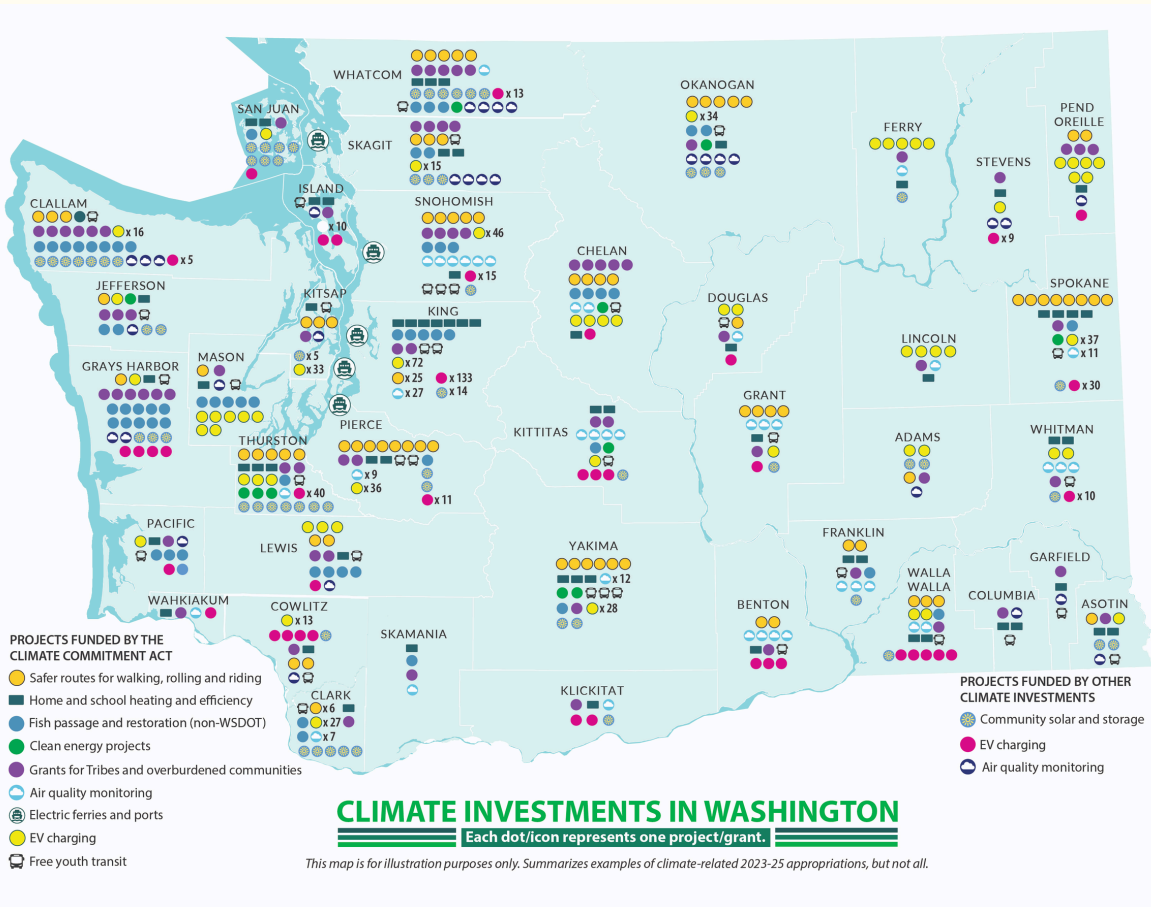 WHATCOM
x 13
SAN JUAN
SKAGIT
x 15
ISLAND
x 10
CLALLAM
x 16
x 5
SNOHOMISH
x 46
x 15
OKANOGAN
x 34
FERRY
STEVENS
x 9
PEND
OREILLE
JEFFERSON
KITSAP
x 5
x 33
KING
x 72
x 25
x 133
x 27
x 14
CHELAN
DOUGLAS
LINCOLN
SPOKANE
x 37
x 11
x 30
GRAYS HARBOR
MASON
THURSTON
x 40
PIERCE
x 9
x 36
x 11
KITTITAS
GRANT
ADAMS
WHITMAN
x 10
PACIFIC
LEWIS
YAKIMA
x 12
x 28
FRANKLIN
WALLA
WALLA
COLUMBIA
GARFIELD
ASOTIN
WAHKIAKUM
COWLITZ
x 13
SKAMANIA
BENTON
CLARK
x 6
x 27
x 7
KLICKITAT
PROJECTS FUNDED BY THE
CLIMATE COMMITMENT ACT
Safer routes for walking, rolling and riding
Home and school heating and efficiency
Fish passage and restoration (non-WSDOT)
Clean energy projects
Grants for Tribes and overburdened communities
Air quality monitoring
Electric ferries and ports
EV charging
Free youth transit
PROJECTS FUNDED BY OTHER
CLIMATE INVESTMENTS
Community solar and storage
EV charging
Air quality monitoring
CLIMATE INVESTMENTS IN WASHINGTON
Each dot/icon represents one project/grant.
This map is for illustration purposes only. Summarizes examples of climate-related 2023-25 appropriations, but not all.